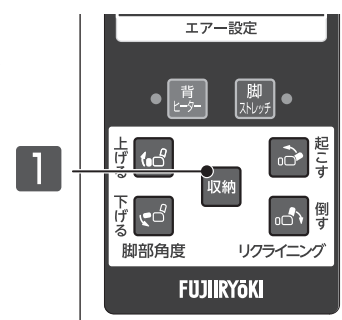 エアー設定
背
ヒーター
脚
ストレッチ
上げる
起こす
1
収納
下げる
倒す
脚部角度
リクライニング
FUJIIRYŌKI